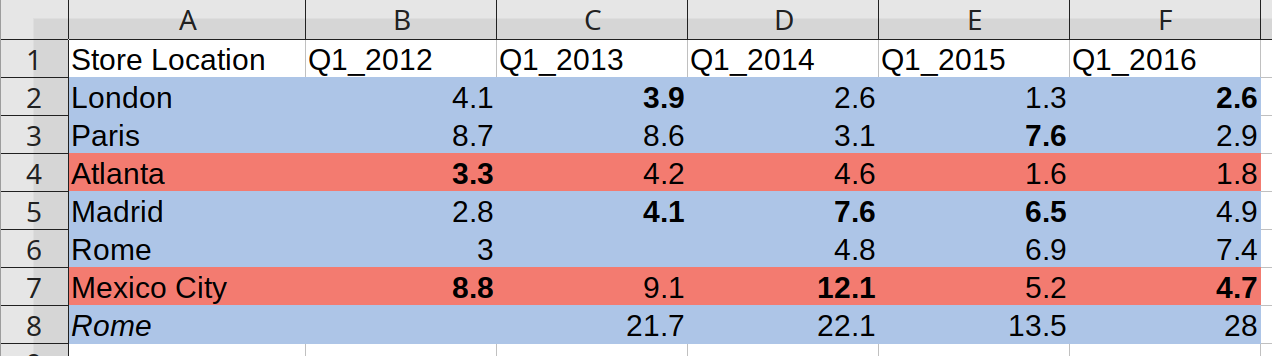 A B C D E F
1 Store Location Q1_2012 Q1_2013 Q1_2014 Q1_2015 Q1_2016
2 London 4.1 3.9 2.6 1.3 2.6
3 Paris 8.7 8.6 3.1 7.6 2.9
4 Atlanta 3.3 4.2 4.6 1.6 1.8
5 Madrid 2.8 4.1 7.6 6.5 4.9
6 Rome 3 4.8 6.9 7.4
7 Mexico City 8.8 9.1 12.1 5.2 4.7
8 Rome 21.7 22.1 13.5 28